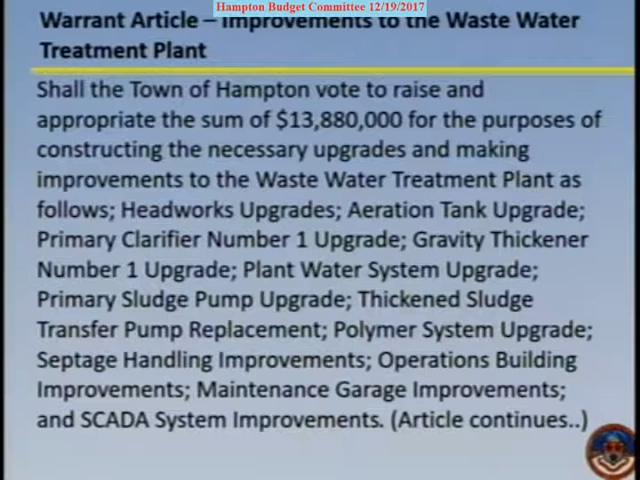 Hampton Budget Committee 12/19/2017
Warrant Article – Improvements to the Waste Water
Treatment Plant
Shall the Town of Hampton vote to raise and
appropriate the sum of $13,880,000 for the purposes of
constructing the necessary upgrades and making
improvements to the Waste Water Treatment Plant as
follows; Headworks Upgrades; Aeration Tank Upgrade;
Primary Clarifier Number 1 Upgrade; Gravity Thickener
Number 1 Upgrade; Plant Water System Upgrade;
Primary Sludge Pump Upgrade; Thickened Sludge
Transfer Pump Replacement; Polymer System Upgrade;
Septage Handling Improvements; Operations Building
Improvements; Maintenance Garage Improvements;
and SCADA System Improvements. (Article continues..)